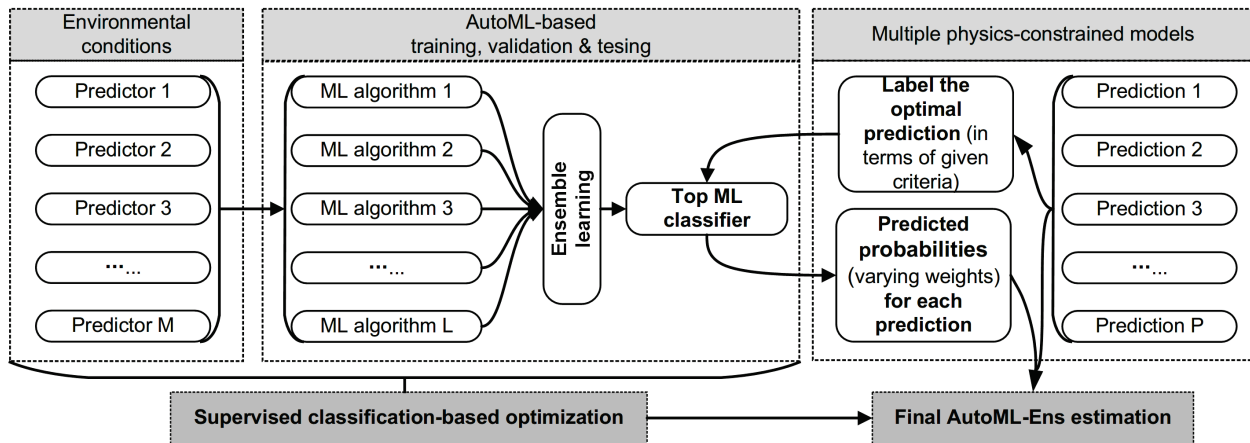 Environmental
conditions
Predictor 1
Predictor 2
Predictor 3
......
Predictor M
AutoML-based
training, validation & tesing
ML algorithm 1
ML algorithm 2
ML algorithm 3
......
ML algorithm L
Ensemble
learning
Top ML
classifier
Multiple physics-constrained models
Label the
optimal
prediction (in
terms of given
criteria)
Predicted
probabilities
(varying weights)
for each
prediction
Prediction 1
Prediction 2
Prediction 3
......
Prediction P
Supervised classification-based optimization
Final AutoML-Ens estimation